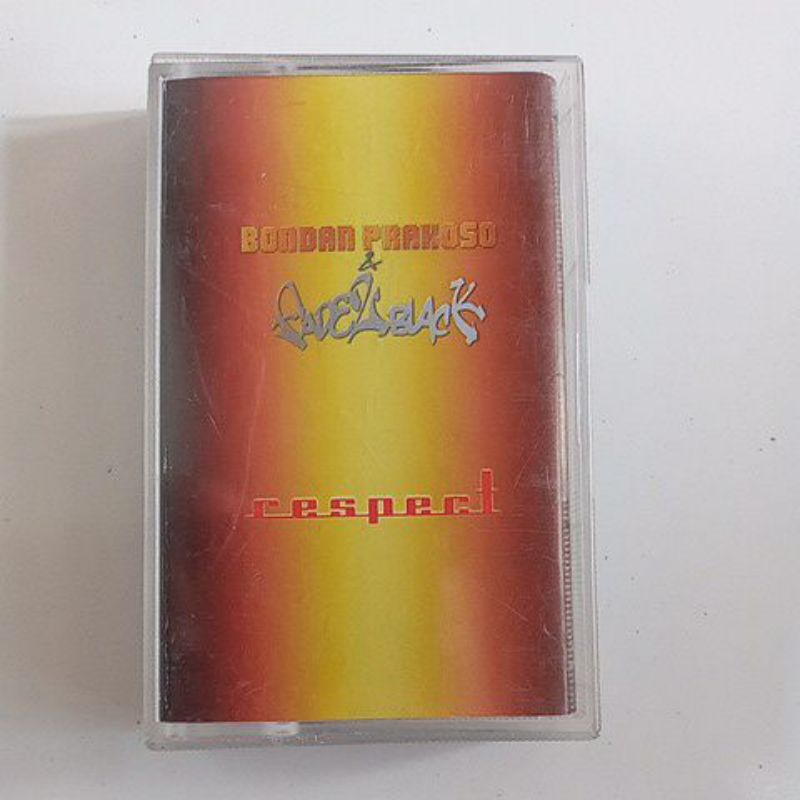 BONDAN PRAKOSO
&
FADE2BLACK
respect